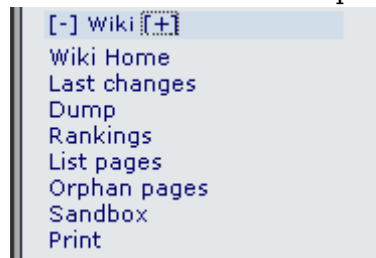 [-] Wiki [+]
Wiki Home
Last changes
Dump
Rankings
List pages
Orphan pages
Sandbox
Print